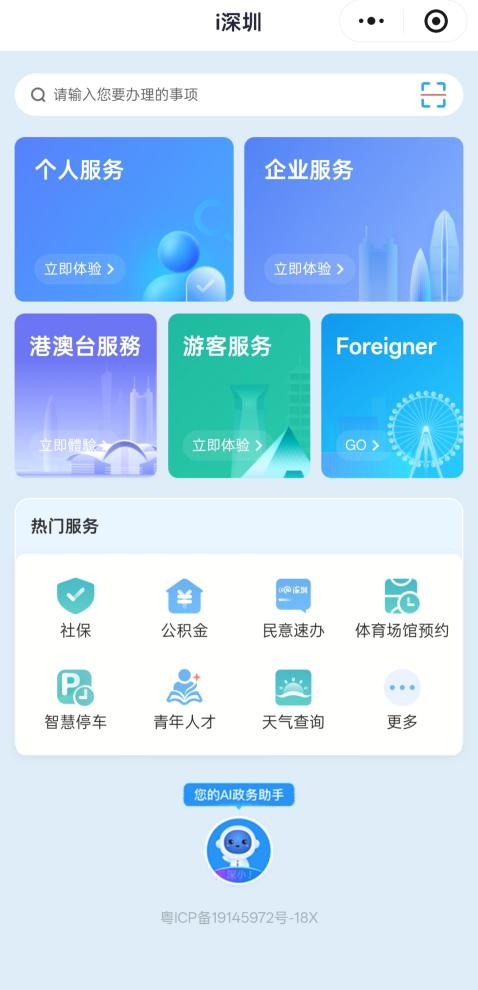 i深圳
请输入您要办理的事项
个人服务
企业服务
立即体验
立即体验
港澳台服務
游客服务
Foreigner
立即體驗
立即体验
GO
热门服务
i深圳
社保
公积金
民意速办
体育场馆预约
P
智慧停车
青年人才
天气查询
更多
您的AI政务助手
深小i
粤ICP备19145972号-18X